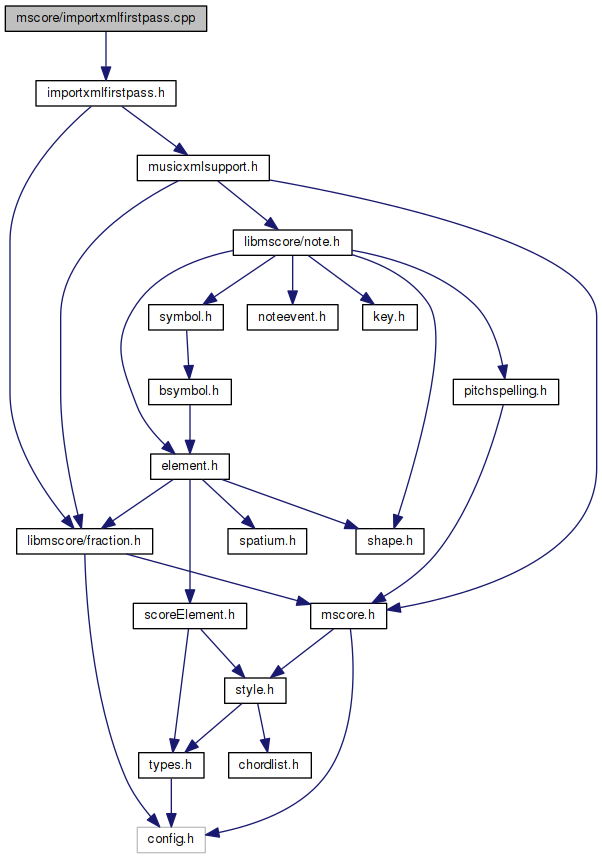 mscore/importxmlfirstpass.cpp
importxmlfirstpass.h
musicxmlsupport.h
libmscore/note.h
symbol.h
noteevent.h
key.h
bsymbol.h
pitchspelling.h
element.h
libmscore/fraction.h
spatium.h
shape.h
scoreElement.h
mscore.h
style.h
types.h
chordlist.h
config.h